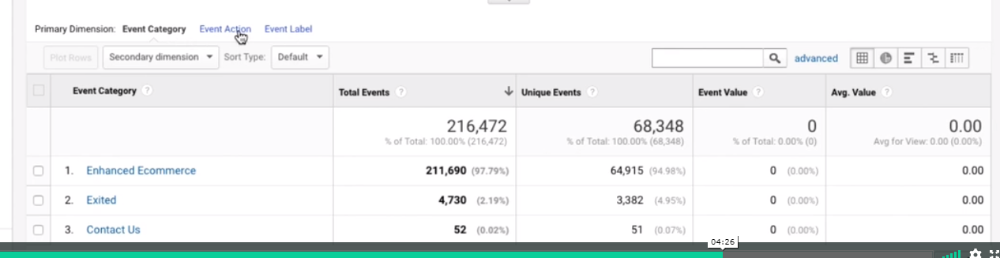 Primary Dimension: Event Category Event Action Event Label
Plot Rows Secondary dimension Sort Type: Default advanced
Event Category ? Total Events ? Unique Events ? Event Value ? Avg. Value ?
216,472 68,348 0 0.00
% of Total: 100.00% (216,472) % of Total: 100.00% (68,348) % of Total: 0.00% (0) Avg for View: 0.00 (0.00%)
1. Enhanced Ecommerce 211,690 (97.79%) 64,915 (94.98%) 0 (0.00%) 0.00
2. Exited 4,730 (2.19%) 3,382 (4.95%) 0 (0.00%) 0.00
3. Contact Us 52 (0.02%) 51 (0.07%) 0 (0.00%) 0.00
04:26